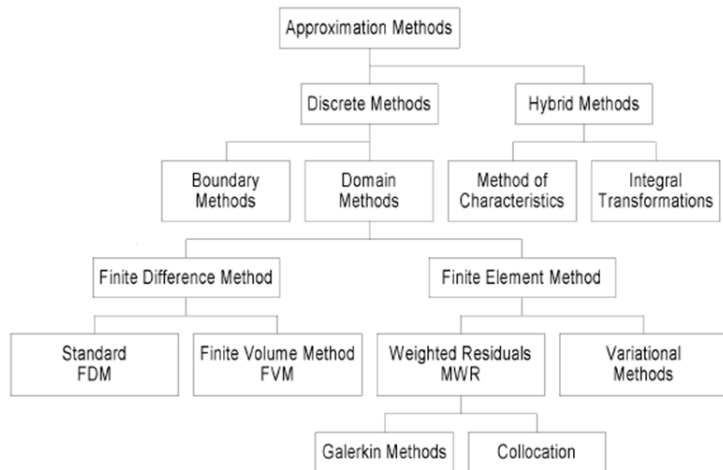 Approximation Methods
Discrete Methods
Hybrid Methods
Boundary
Methods
Domain
Methods
Method of
Characteristics
Integral
Transformations
Finite Difference Method
Finite Element Method
Standard
FDM
Finite Volume Method
FVM
Weighted Residuals
MWR
Variational
Methods
Galerkin Methods
Collocation